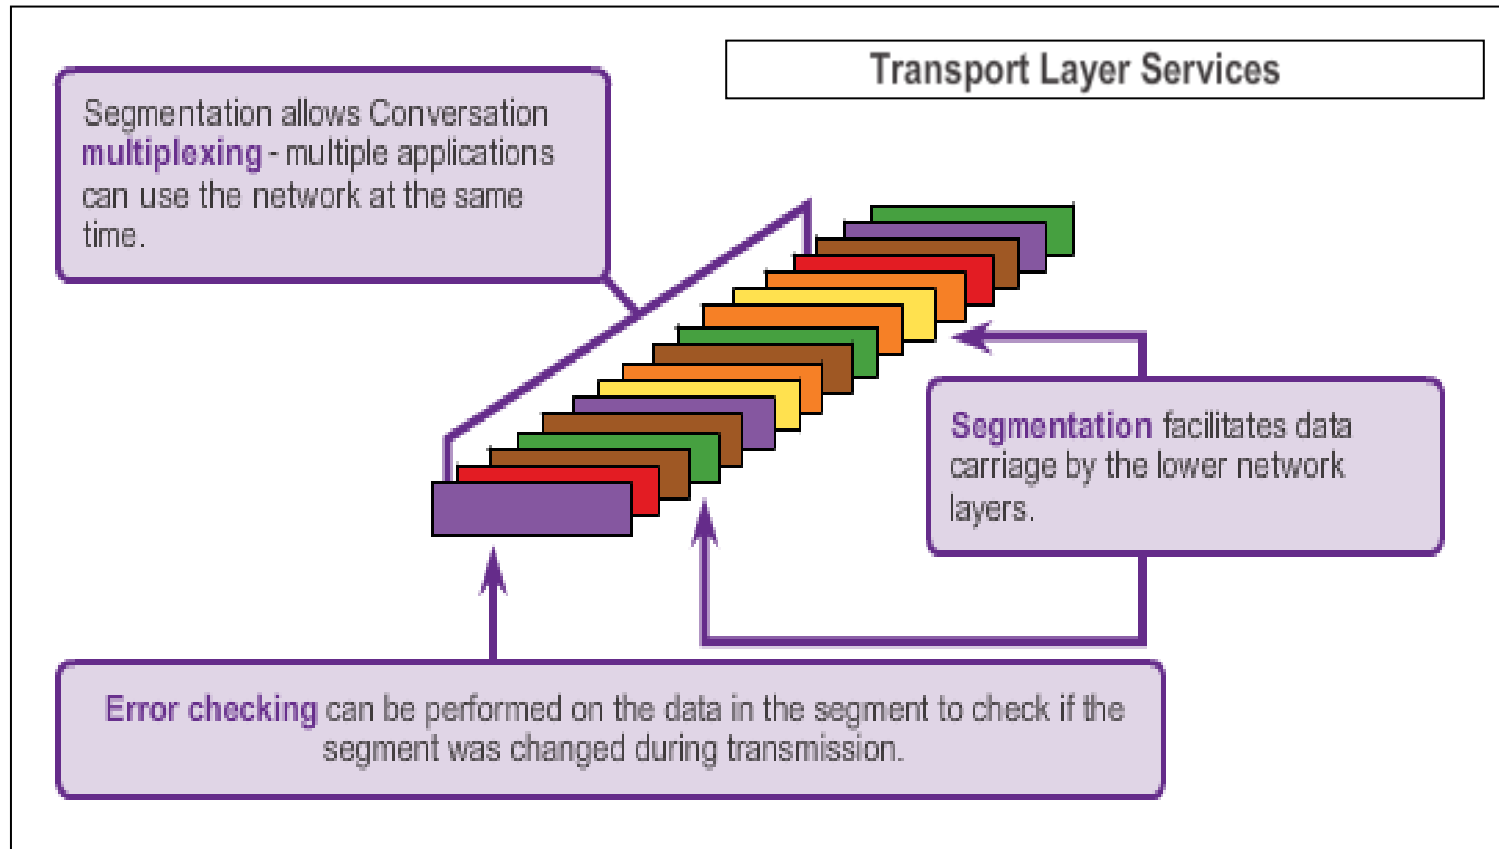 Transport Layer Services
Segmentation allows Conversation
multiplexing - multiple applications
can use the network at the same
time.
Segmentation facilitates data
carriage by the lower network
layers.
Error checking can be performed on the data in the segment to check if the
segment was changed during transmission.